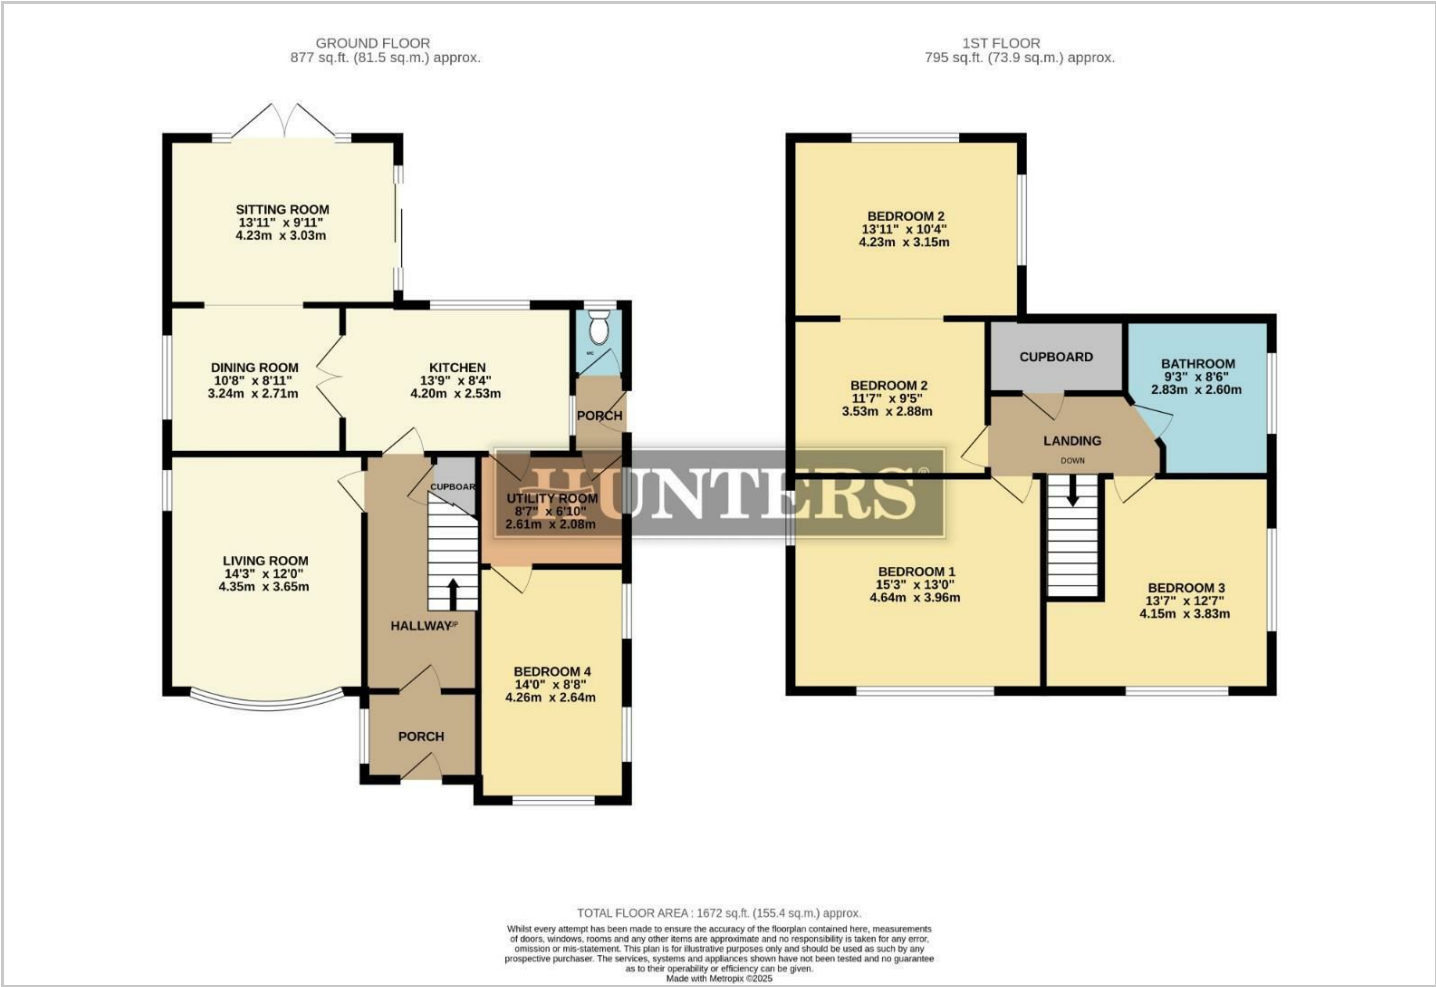 GROUND FLOOR
877 sq.ft. (81.5 sq.m.) approx.
1ST FLOOR
795 sq.ft. (73.9 sq.m.) approx.
SITTING ROOM
13'11" x 9'11"
4.23m x 3.03m
DINING ROOM
10'8" x 8'11"
3.24m x 2.71m
KITCHEN
13'9" x 8'4"
4.20m x 2.53m
WC
PORCH
CUPBOAR
UTILITY ROOM
8'7" x 6'10"
2.61m x 2.08m
LIVING ROOM
14'3" x 12'0"
4.35m x 3.65m
HALLWAY
UP
BEDROOM 4
14'0" x 8'8"
4.26m x 2.64m
PORCH
HUNTERS®
BEDROOM 2
13'11" x 10'4"
4.23m x 3.15m
BEDROOM 2
11'7" x 9'5"
3.53m x 2.88m
CUPBOARD
BATHROOM
9'3" x 8'6"
2.83m x 2.60m
LANDING
DOWN
BEDROOM 1
15'3" x 13'0"
4.64m x 3.96m
BEDROOM 3
13'7" x 12'7"
4.15m x 3.83m
TOTAL FLOOR AREA : 1672 sq.ft. (155.4 sq.m.) approx.
Whilst every attempt has been made to ensure the accuracy of the floorplan contained here, measurements
of doors, windows, rooms and any other items are approximate and no responsibility is taken for any error,
omission or mis-statement. This plan is for illustrative purposes only and should be used as such by any
prospective purchaser. The services, systems and appliances shown have not been tested and no guarantee
as to their operability or efficiency can be given.
Made with Metropix ©2025